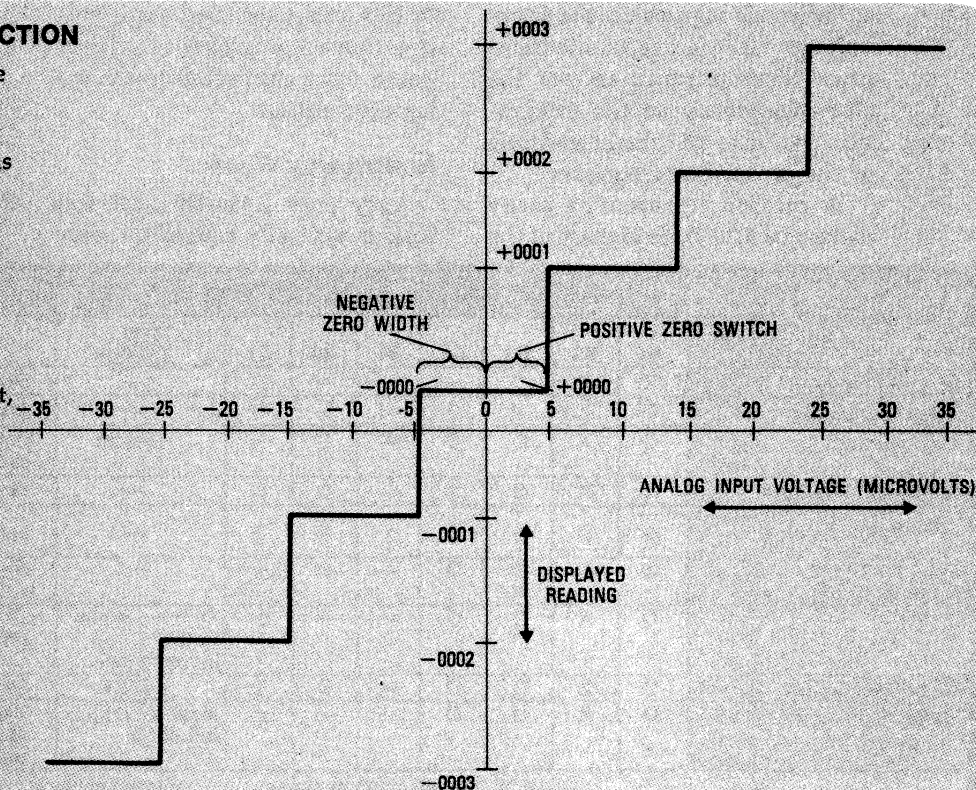 CTION
e
s
t,
+0003
+0002
+0001
NEGATIVE
ZERO WIDTH
POSITIVE ZERO SWITCH
−0000
+0000
−35 −30 −25 −20 −15 −10 -5 0 5 10 15 20 25 30 35
ANALOG INPUT VOLTAGE (MICROVOLTS)
−0001
DISPLAYED
READING
−0002
−0003